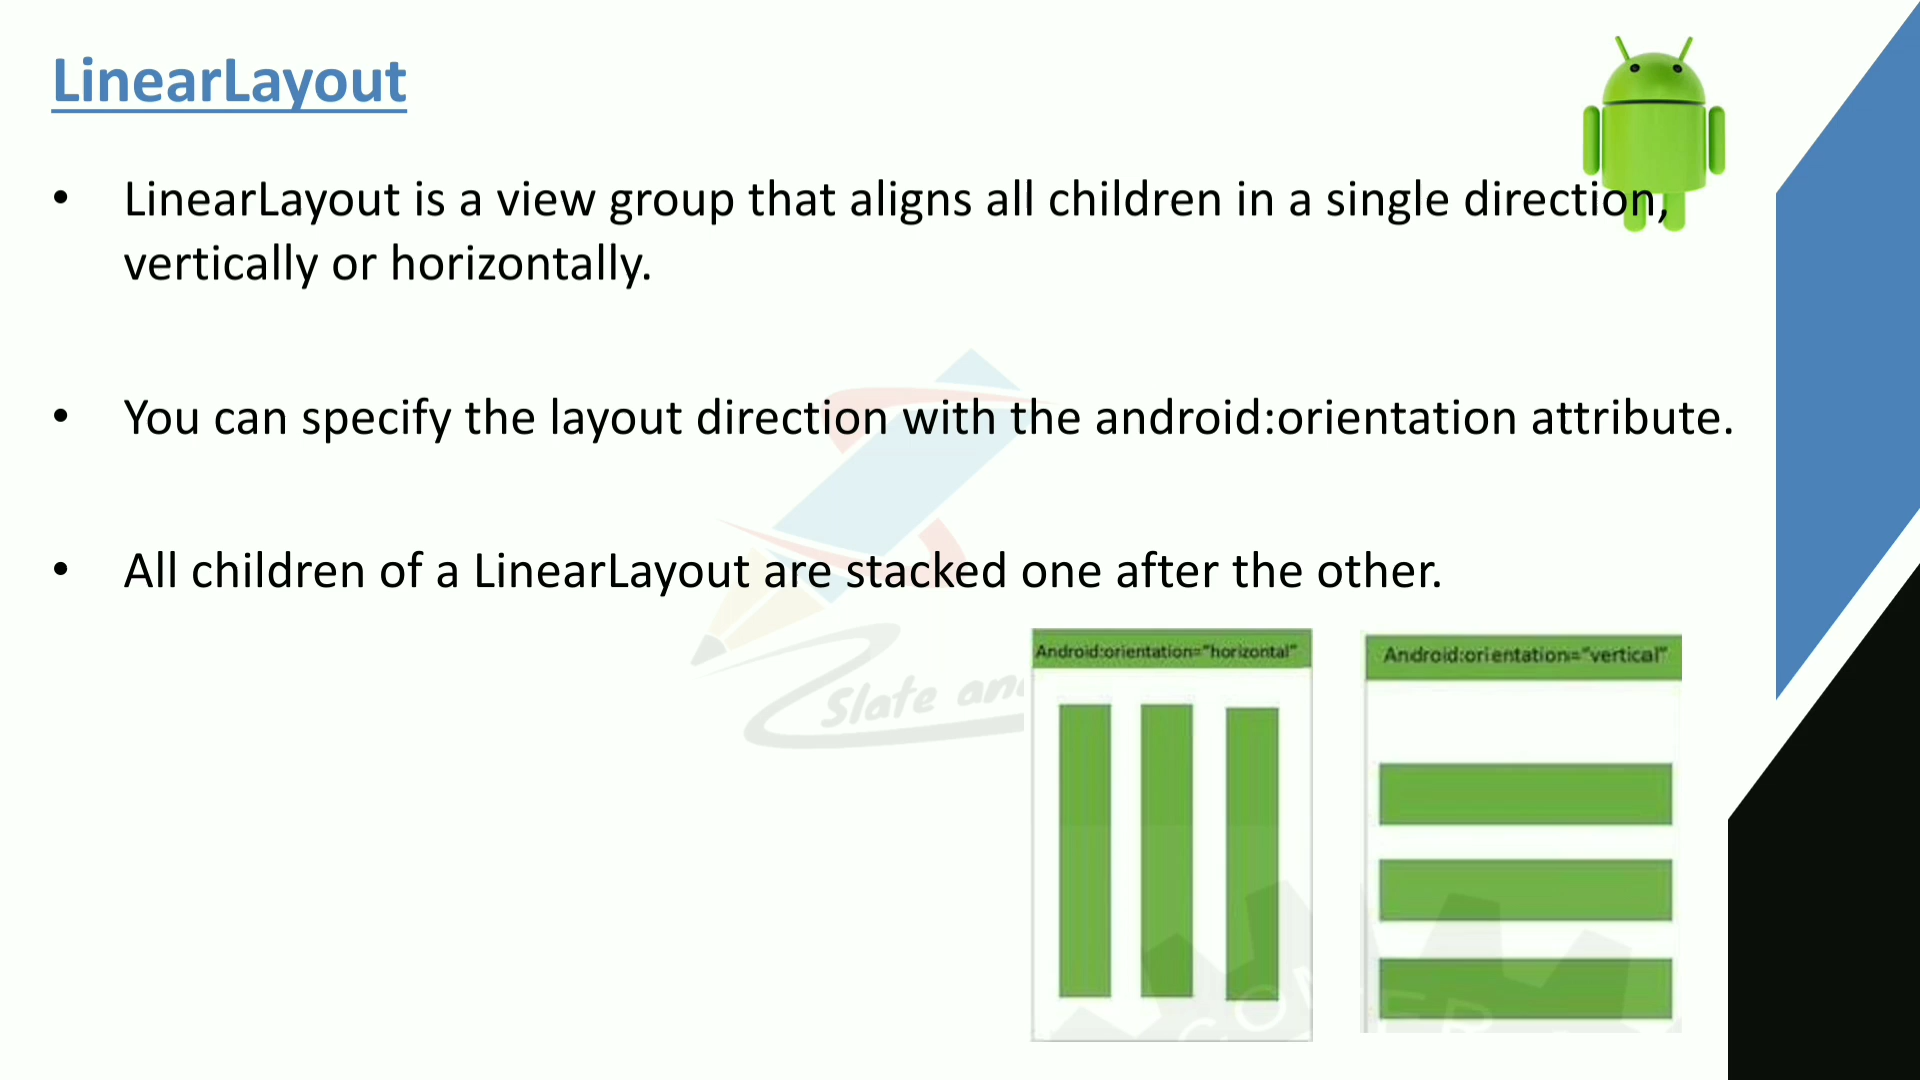 LinearLayout
• LinearLayout is a view group that aligns all children in a single direction,
vertically or horizontally.
• You can specify the layout direction with the android:orientation attribute.
• All children of a LinearLayout are stacked one after the other.
Android:orientation="horizontal"
Android:orientation="vertical"
Slate and